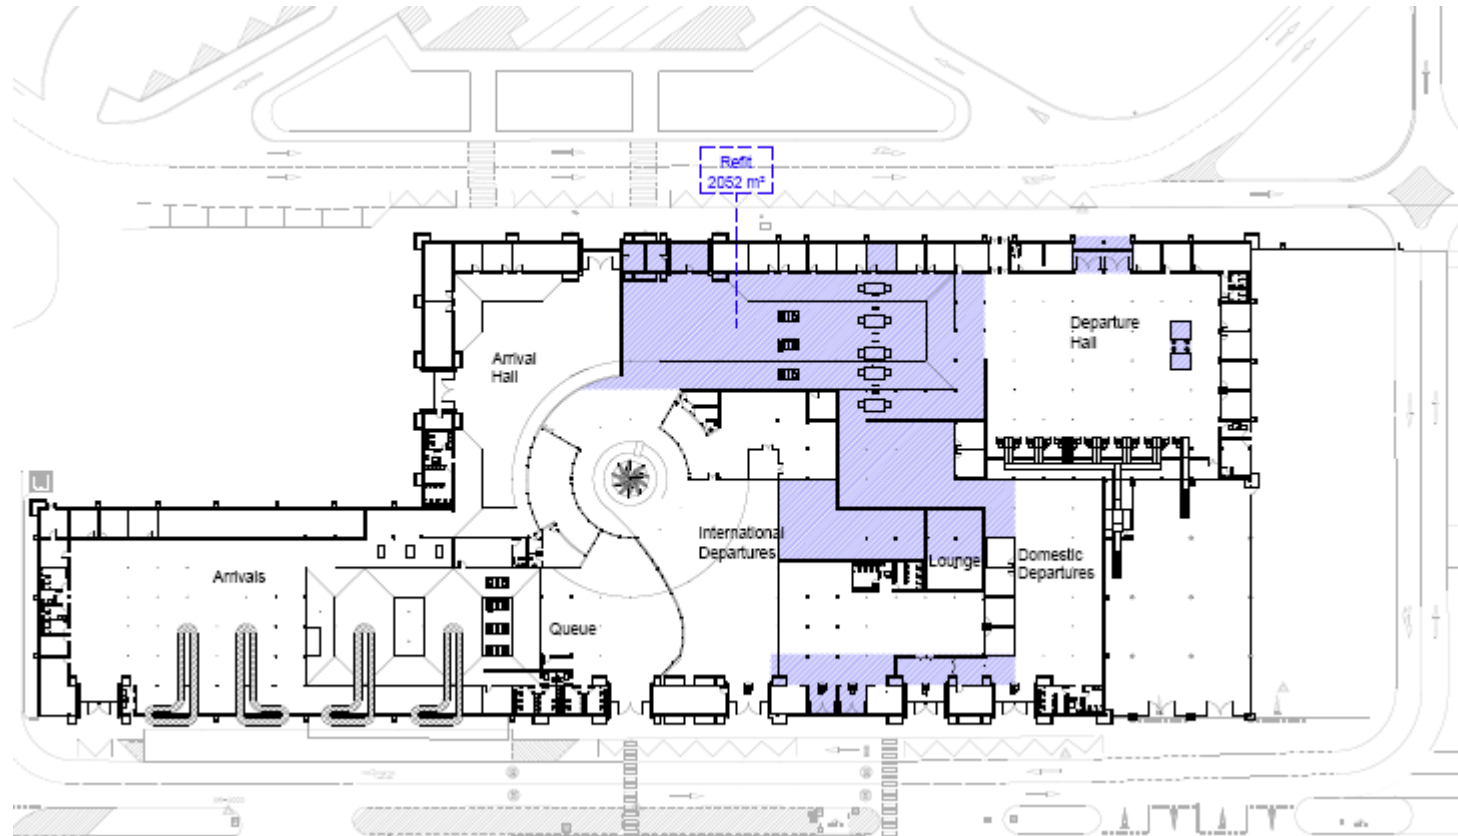 Refit
2052 m²
Departure
Hall
Arrival
Hall
International
Departures
Lounge
Domestic
Departures
Arrivals
Queue